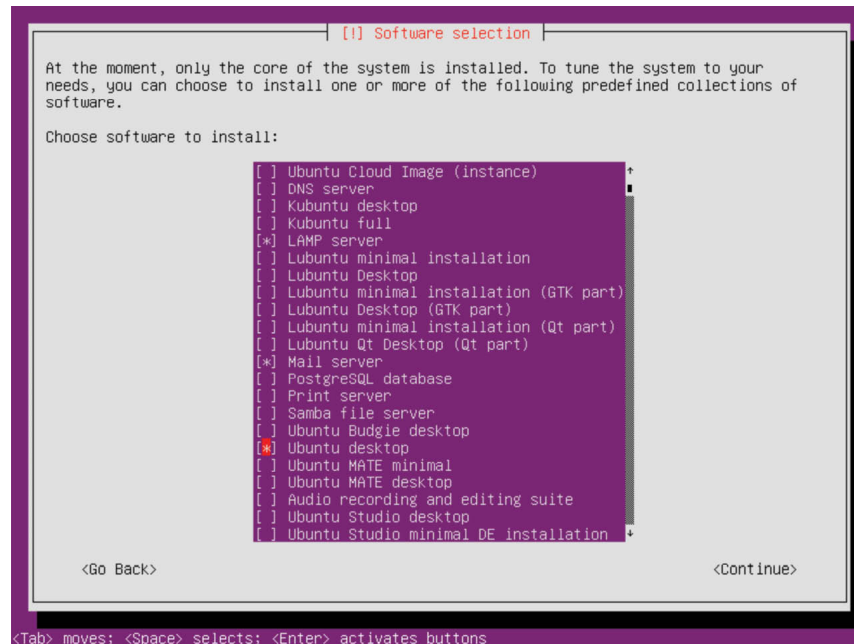 [!] Software selection
At the moment, only the core of the system is installed. To tune the system to your
needs, you can choose to install one or more of the following predefined collections of
software.
Choose software to install:
[ ] Ubuntu Cloud Image (instance)
[ ] DNS server
[ ] Kubuntu desktop
[ ] Kubuntu full
[*] LAMP server
[ ] Lubuntu minimal installation
[ ] Lubuntu Desktop
[ ] Lubuntu minimal installation (GTK part)
[ ] Lubuntu Desktop (GTK part)
[ ] Lubuntu minimal installation (Qt part)
[ ] Lubuntu Qt Desktop (Qt part)
[*] Mail server
[ ] PostgreSQL database
[ ] Print server
[ ] Samba file server
[ ] Ubuntu Budgie desktop
[*] Ubuntu desktop
[ ] Ubuntu MATE minimal
[ ] Ubuntu MATE desktop
[ ] Audio recording and editing suite
[ ] Ubuntu Studio desktop
[ ] Ubuntu Studio minimal DE installation
<Go Back> <Continue>
<Tab> moves; <Space> selects; <Enter> activates buttons